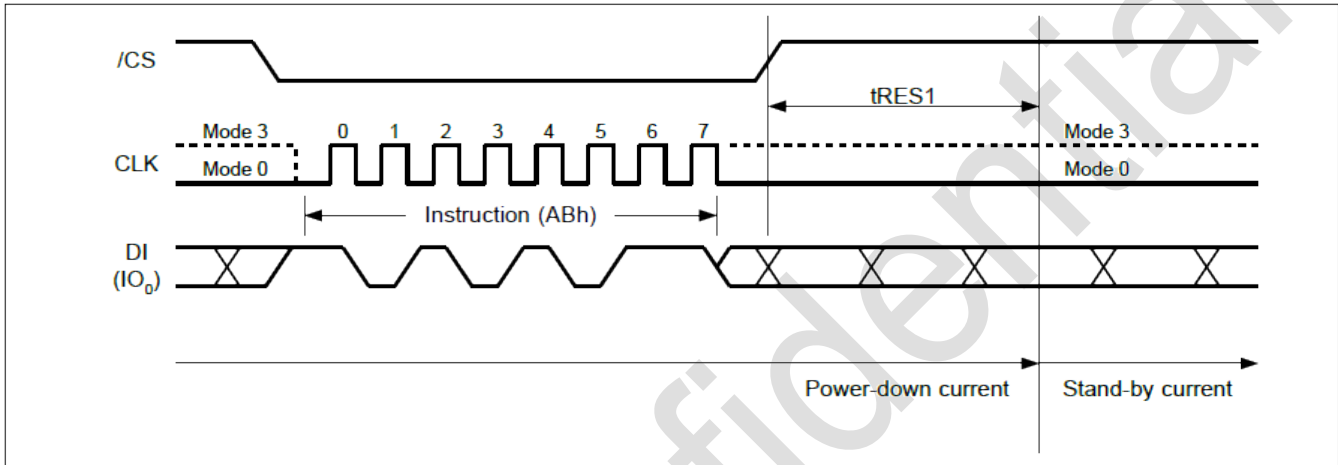 /CS
tRES1
Mode 3 0 1 2 3 4 5 6 7 Mode 3
CLK
Mode 0 Mode 0
Instruction (ABh)
DI
(IO0)
Power-down current Stand-by current
fidential